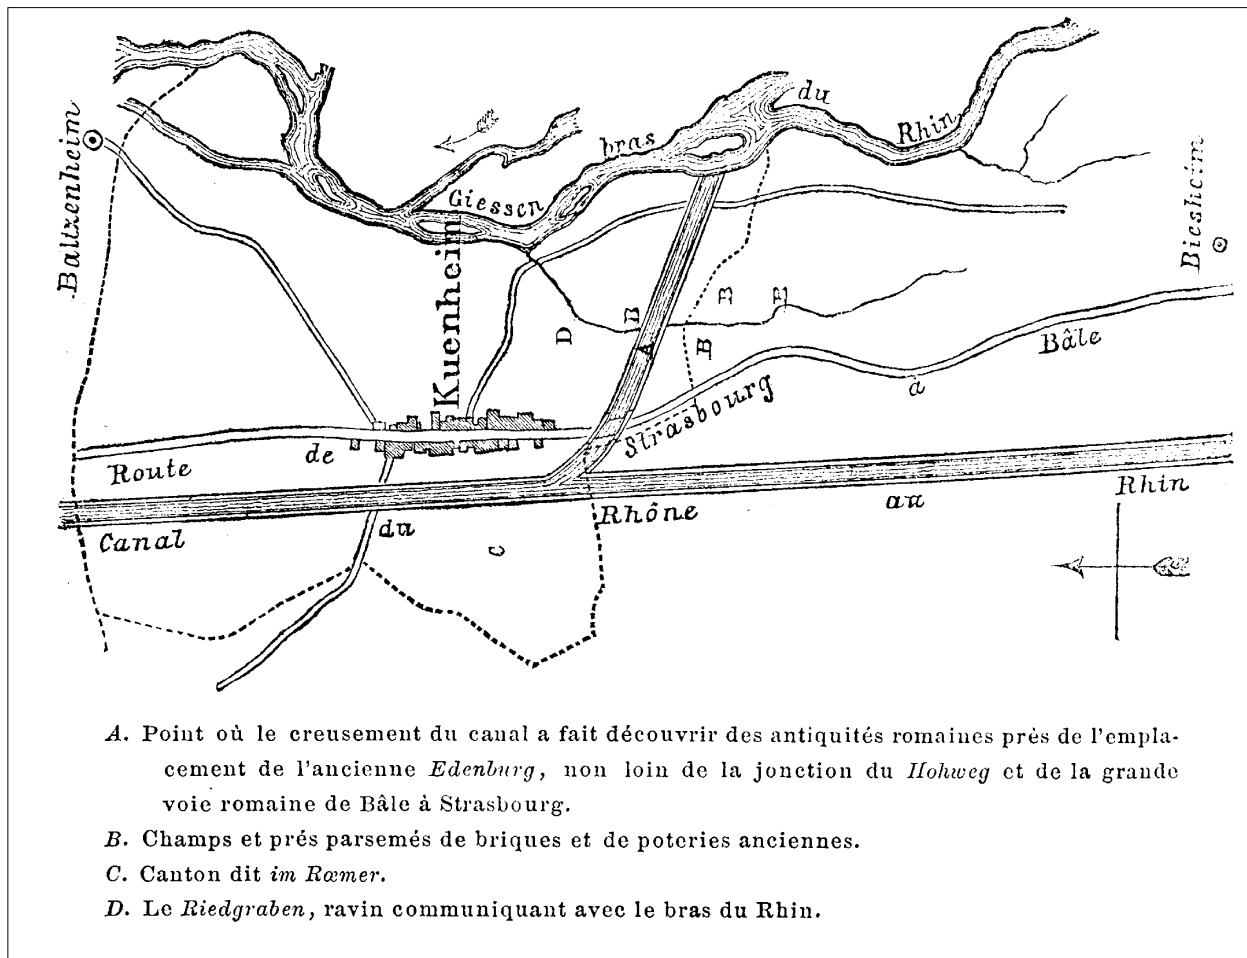 du
Rhin
bras
Giessen
Baltzenheim
Kuenheim
Biesheim
B
B
D
B
A
B
Bâle
à
Strasbourg
de
Route
Rhin
au
Rhône
du
Canal
C
A. Point où le creusement du canal a fait découvrir des antiquités romaines près de l'empla-
cement de l'ancienne Edenburg, non loin de la jonction du Hohweg et de la grande
voie romaine de Bâle à Strasbourg.
B. Champs et prés parsemés de briques et de poteries anciennes.
C. Canton dit im Rœmer.
D. Le Riedgraben, ravin communiquant avec le bras du Rhin.